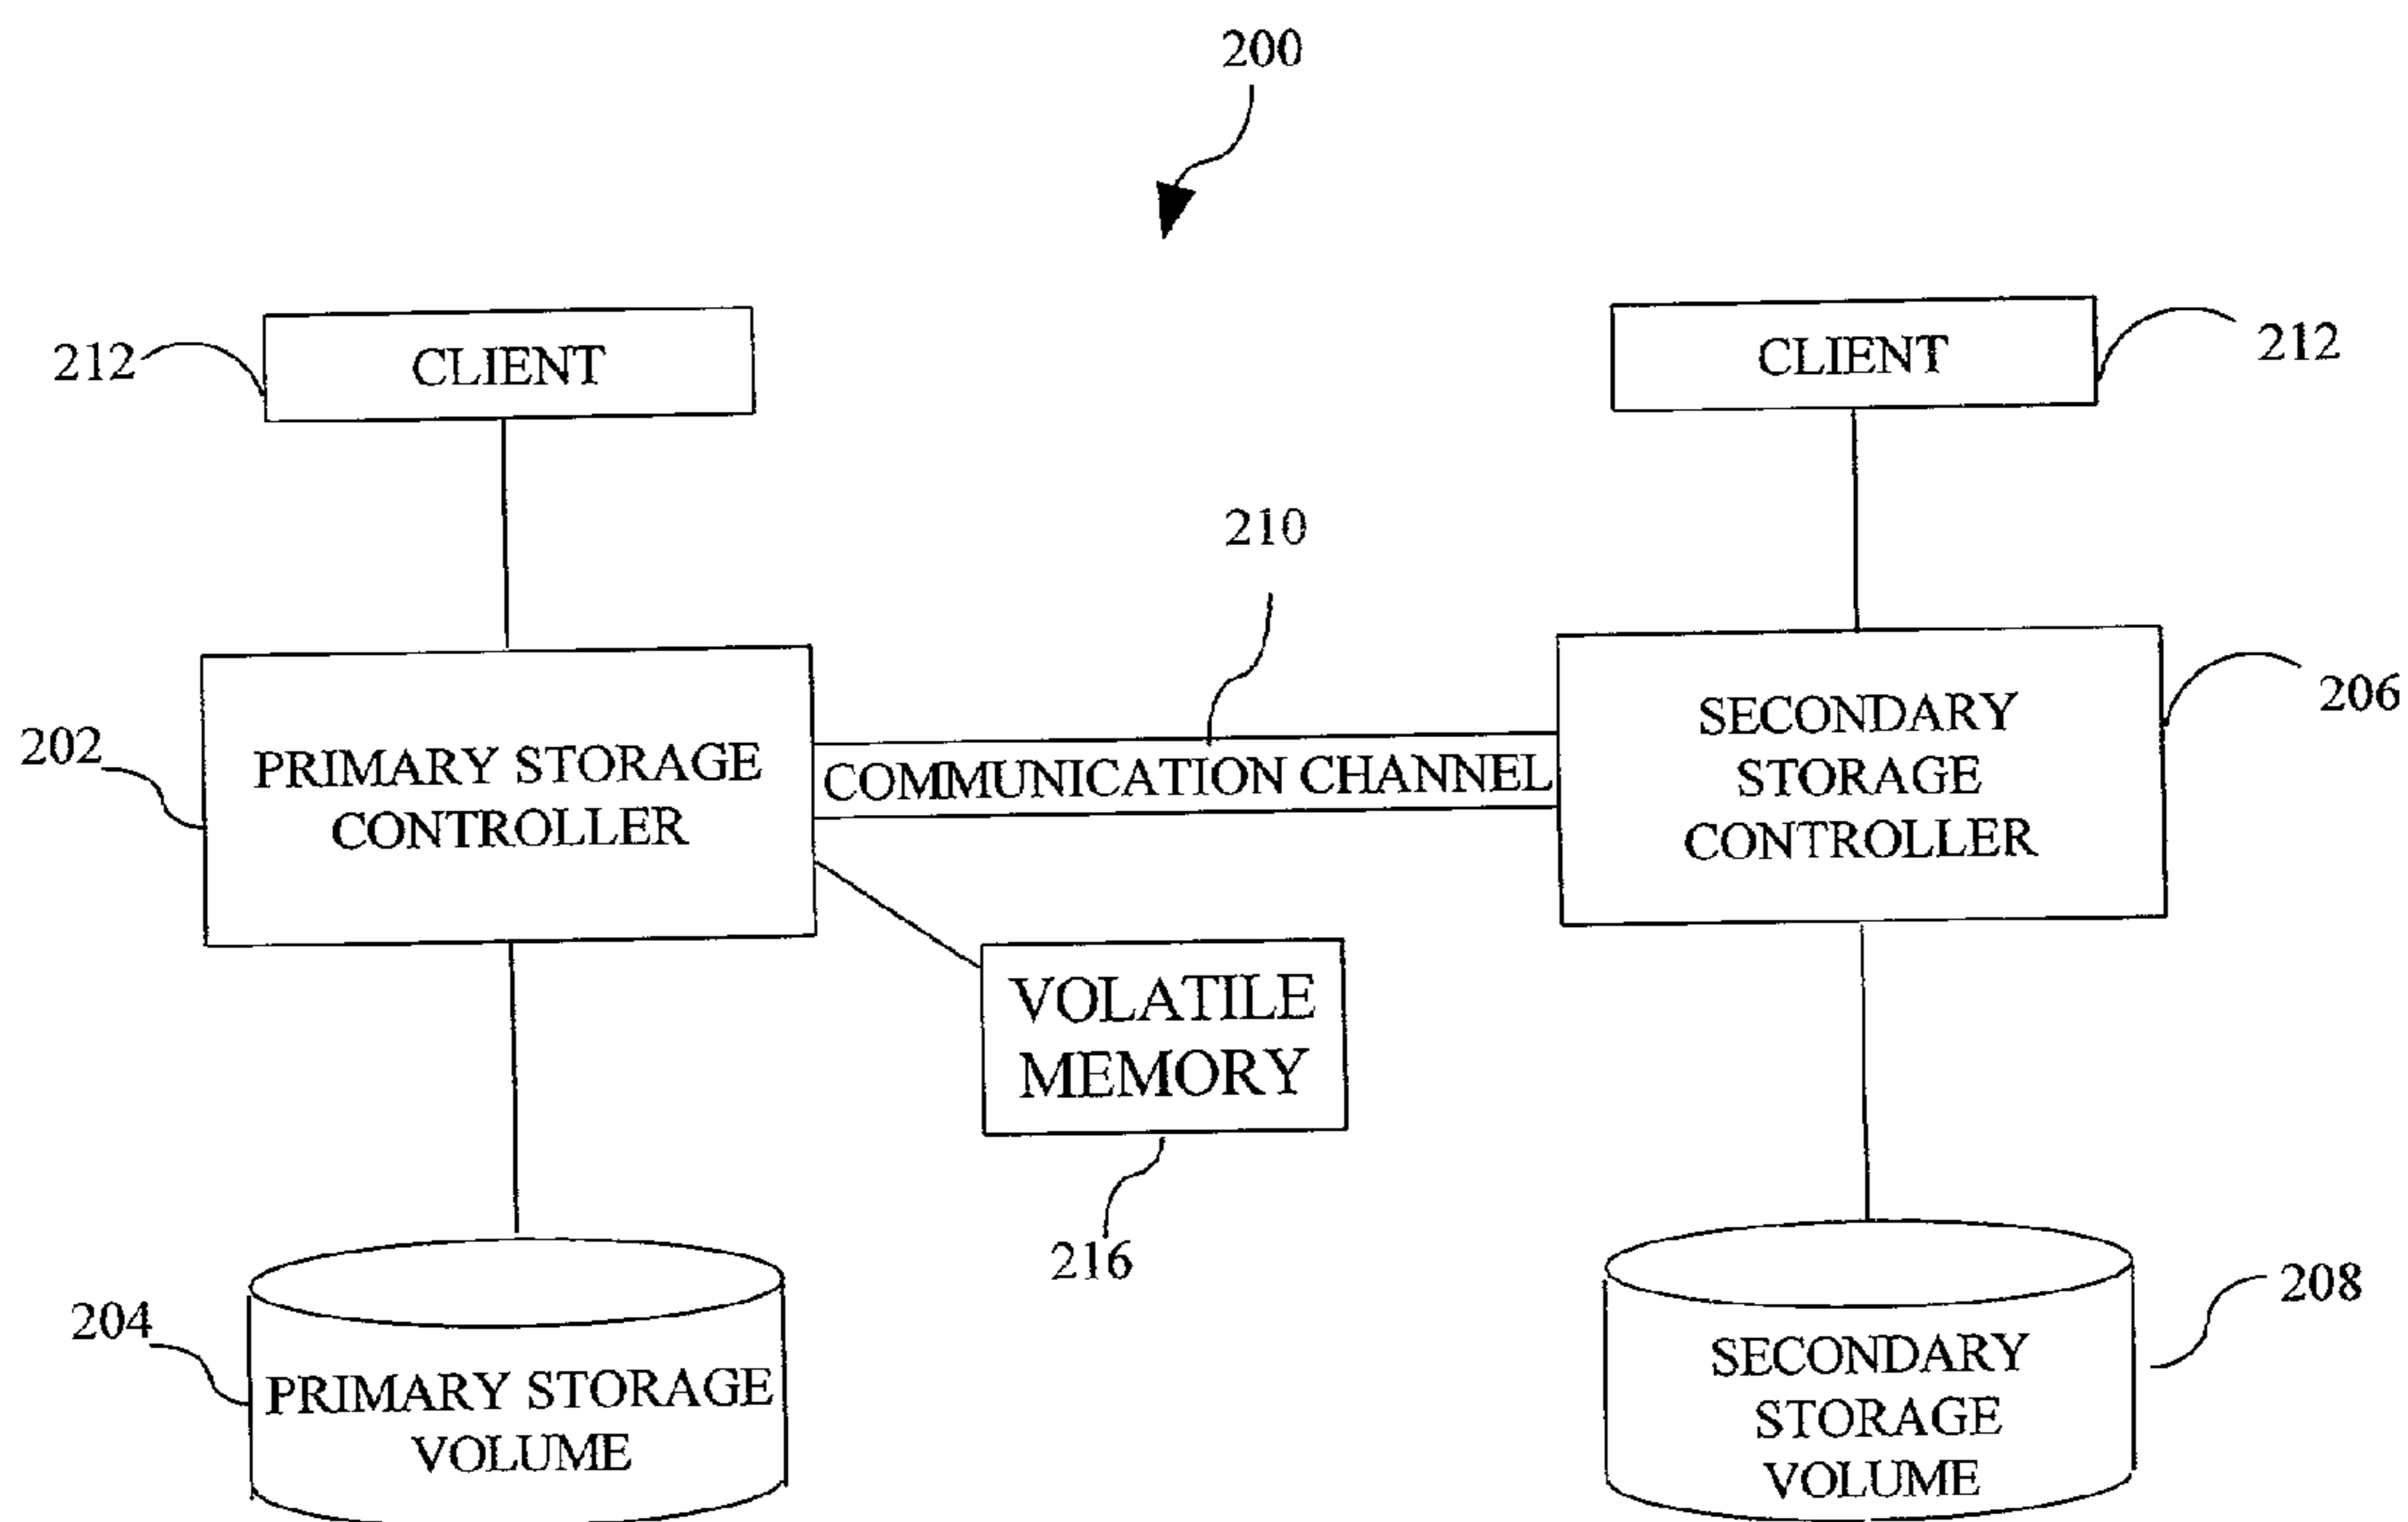 200
212
CLIENT
CLIENT
212
210
202
PRIMARY STORAGE
CONTROLLER
COMMUNICATION CHANNEL
SECONDARY
STORAGE
CONTROLLER
206
VOLATILE
MEMORY
216
204
PRIMARY STORAGE
VOLUME
SECONDARY
STORAGE
VOLUME
208